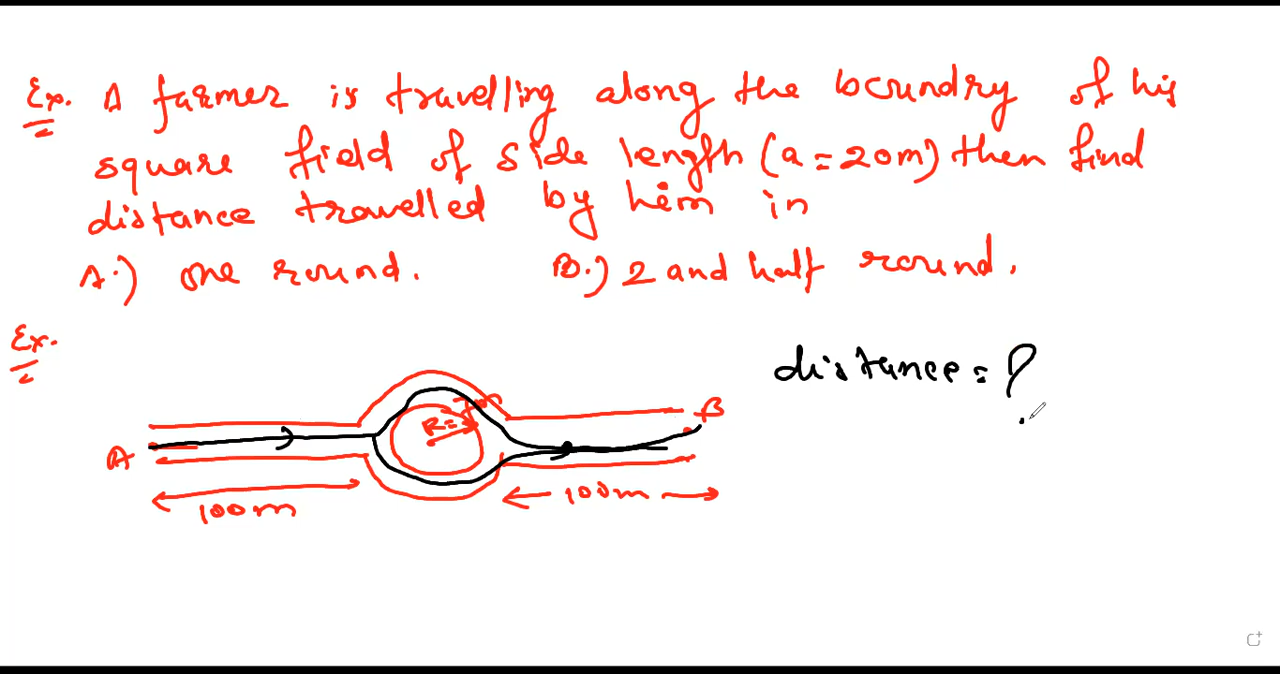 Ex. A farmer is travelling along the boundry of his
square field of side length (a = 20m) then find
distance travelled by him in
A.) one round. B.) 2 and half round.
Ex.
distance = ?
A R = B
100m 100m